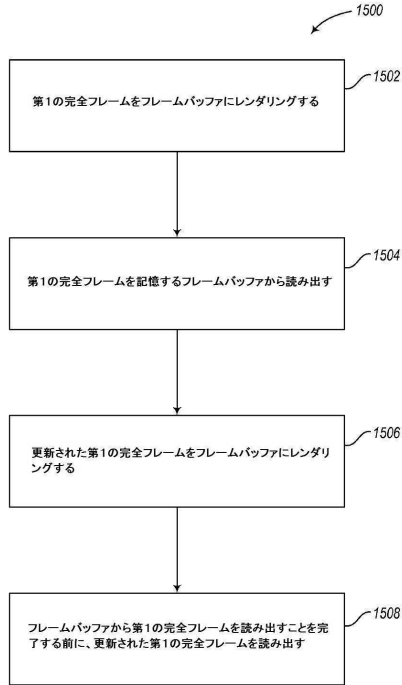 1500
1502
第1の完全フレームをフレームバッファにレンダリングする
1504
第1の完全フレームを記憶するフレームバッファから読み出す
1506
更新された第1の完全フレームをフレームバッファにレンダリ
ングする
1508
フレームバッファから第1の完全フレームを読み出すことを完
了する前に、更新された第1の完全フレームを読み出す